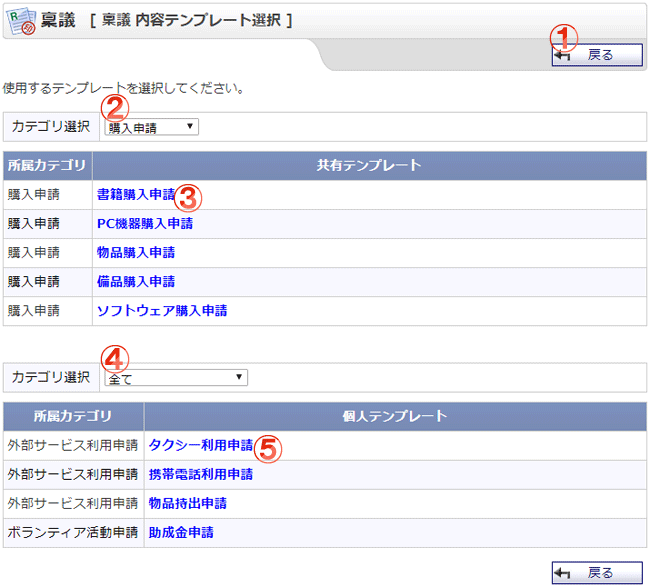 稟議 [ 稟議 内容テンプレート選択 ]
① 戻る
使用するテンプレートを選択してください。
②
カテゴリ選択 購入申請
所属カテゴリ 共有テンプレート
購入申請 書籍購入申請 ③
購入申請 PC機器購入申請
購入申請 物品購入申請
購入申請 備品購入申請
購入申請 ソフトウェア購入申請
④
カテゴリ選択 全て
所属カテゴリ 個人テンプレート
外部サービス利用申請 タクシー利用申請 ⑤
外部サービス利用申請 携帯電話利用申請
外部サービス利用申請 物品持出申請
ボランティア活動申請 助成金申請
戻る